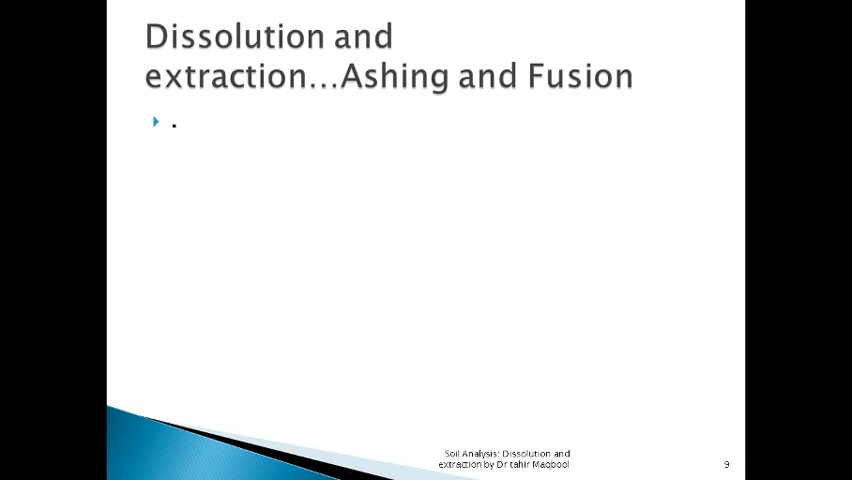 Dissolution and
extraction...Ashing and Fusion
.
Soil Analysis: Dissolution and
extraction by Dr tahir Maqbool
9